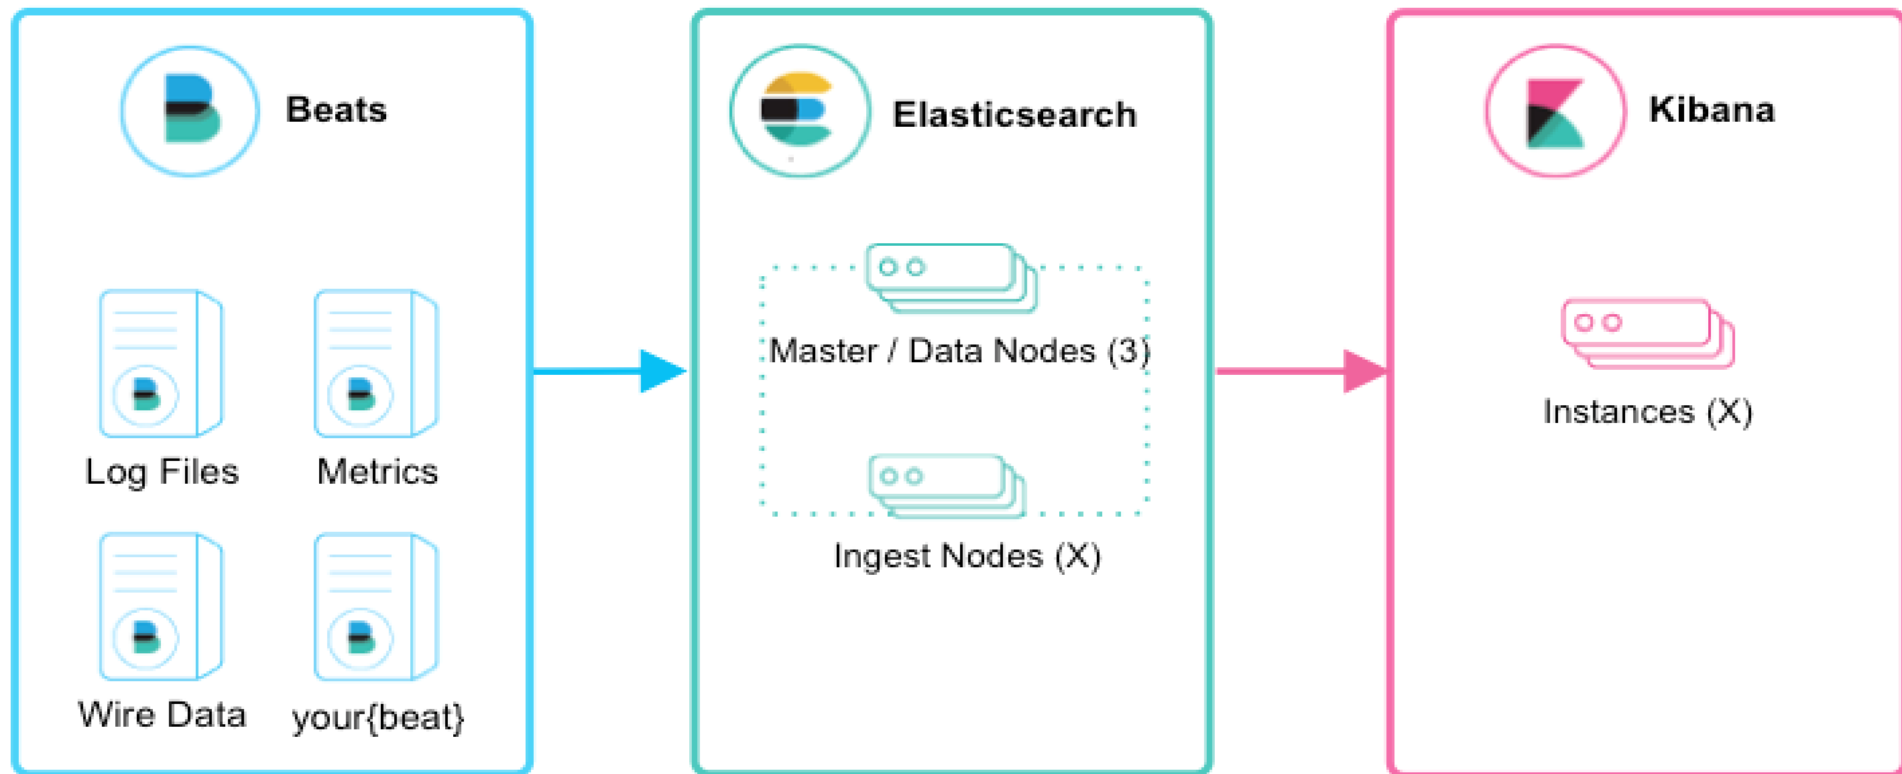 Beats
Log Files
Metrics
Wire Data
your{beat}
Elasticsearch
Master / Data Nodes (3)
Ingest Nodes (X)
Kibana
Instances (X)